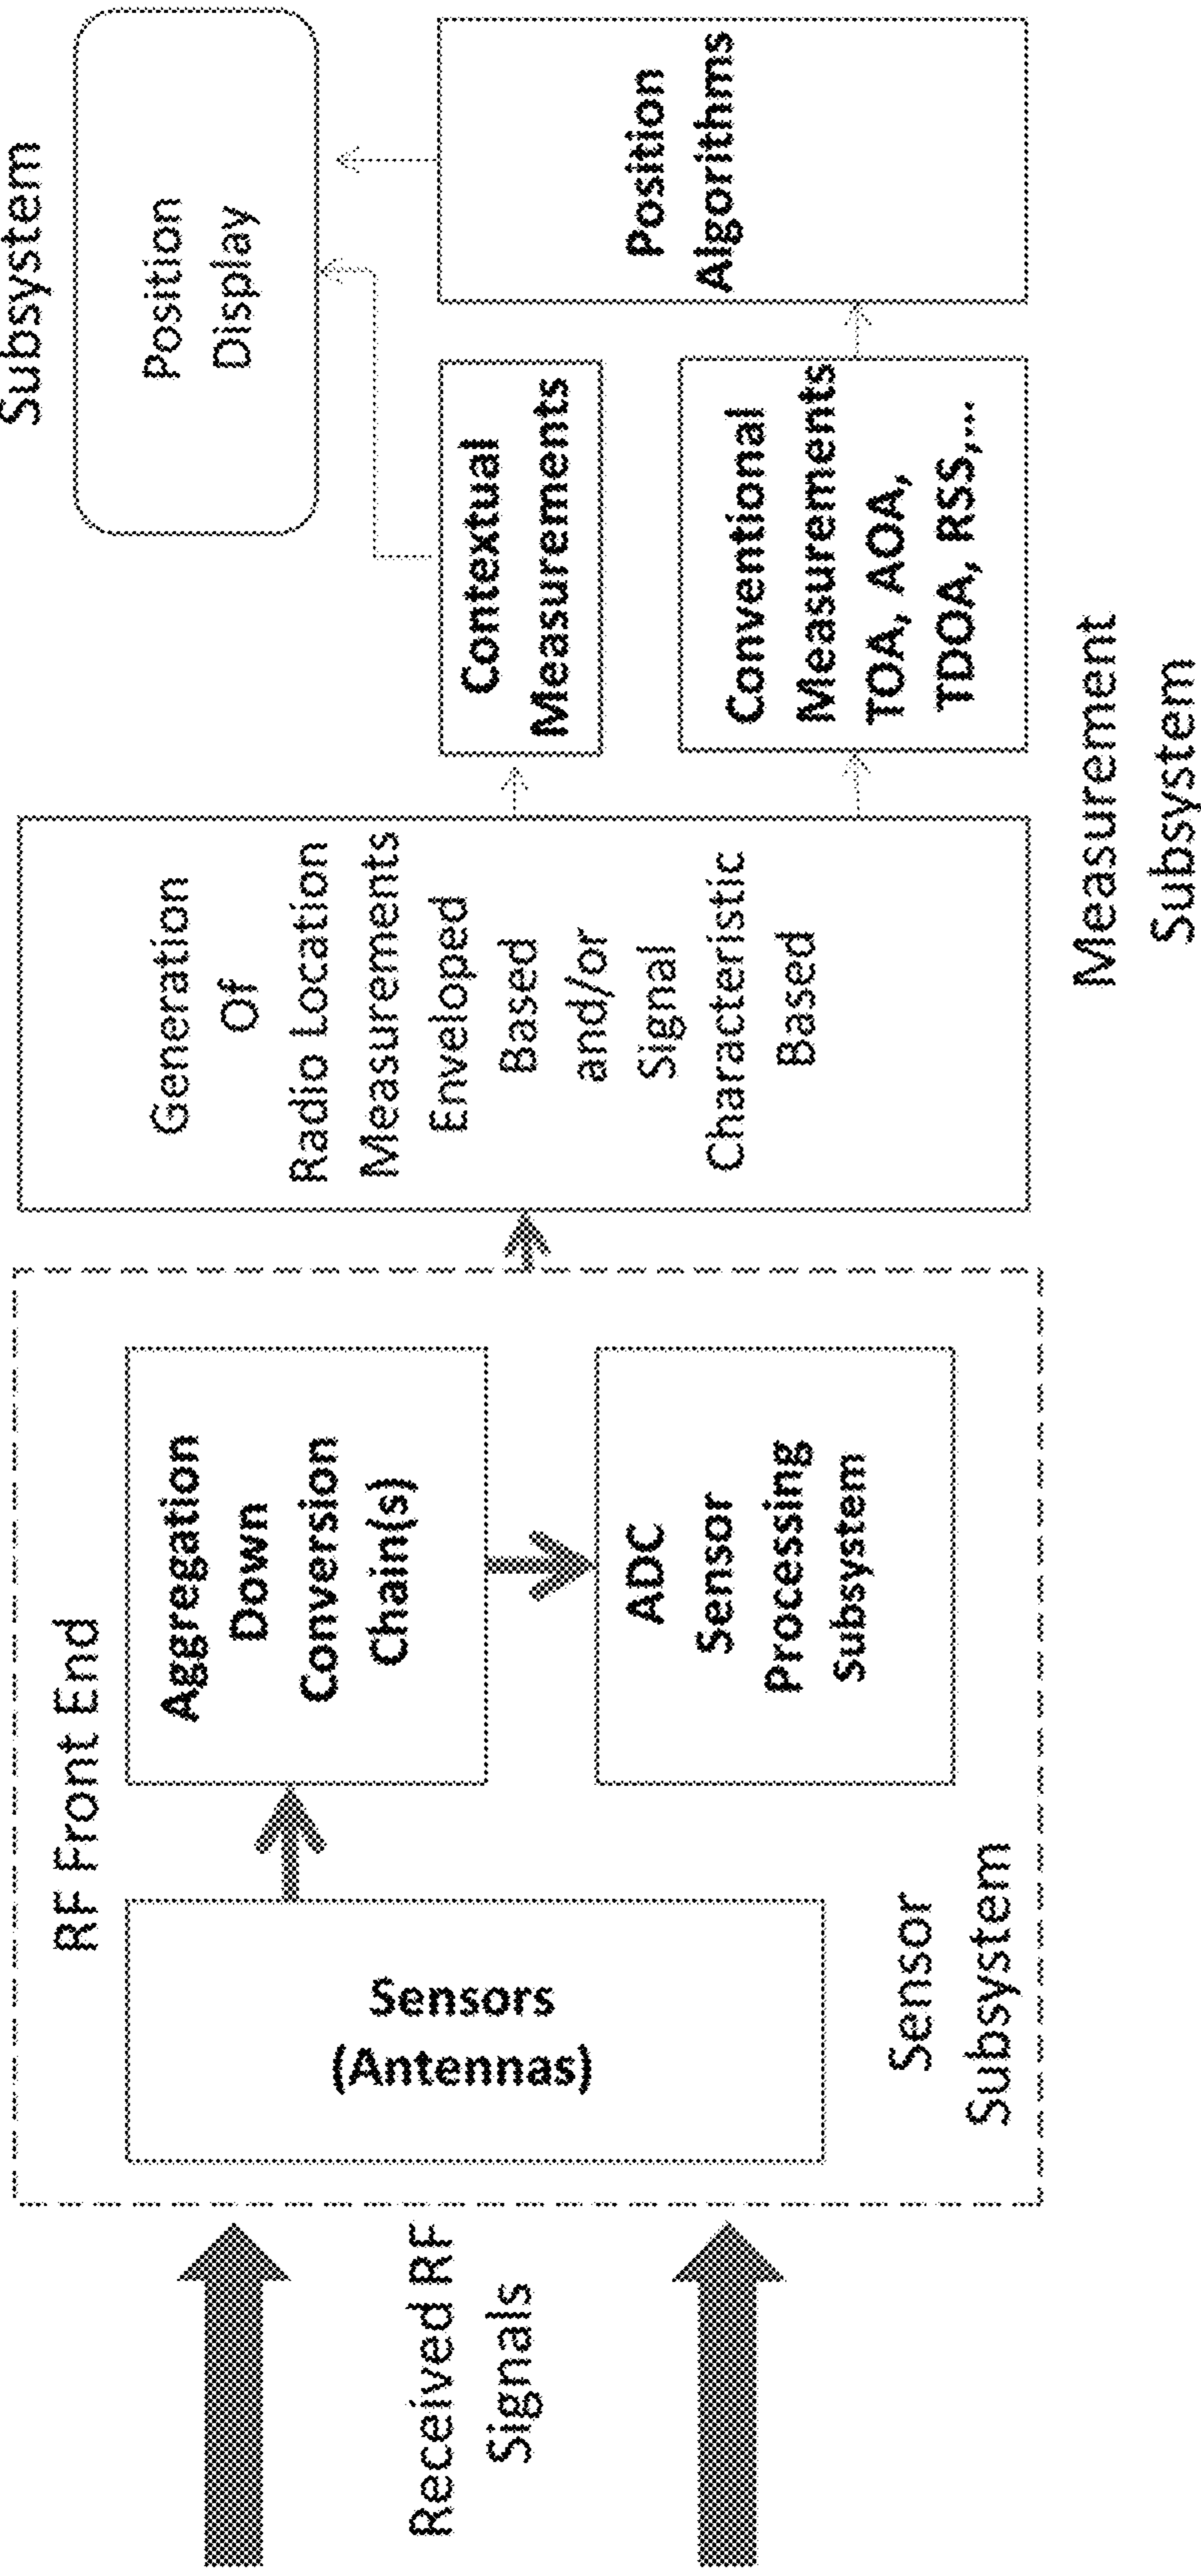 Received RF
Signals
RF Front End
Sensors
(Antennas)
Aggregation
Down
Conversion
Chain(s)
ADC
Sensor
Processing
Subsystem
Sensor
Subsystem
Generation
Of
Radio Location
Measurements
Enveloped
Based
and/or
Signal
Characteristic
Based
Contextual
Measurements
Conventional
Measurements
TOA, AOA,
TDOA, RSS,...
Measurement
Subsystem
Subsystem
Position
Display
Position
Algorithms